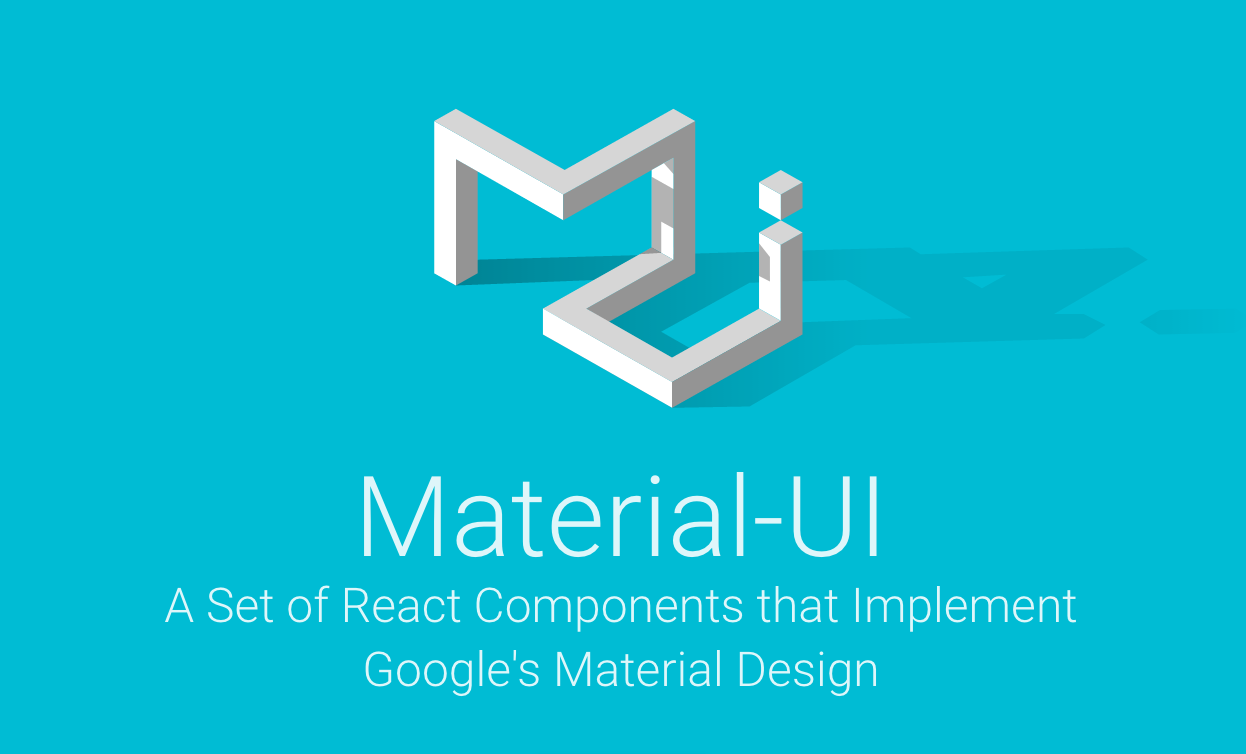 Material-UI
A Set of React Components that Implement
Google's Material Design